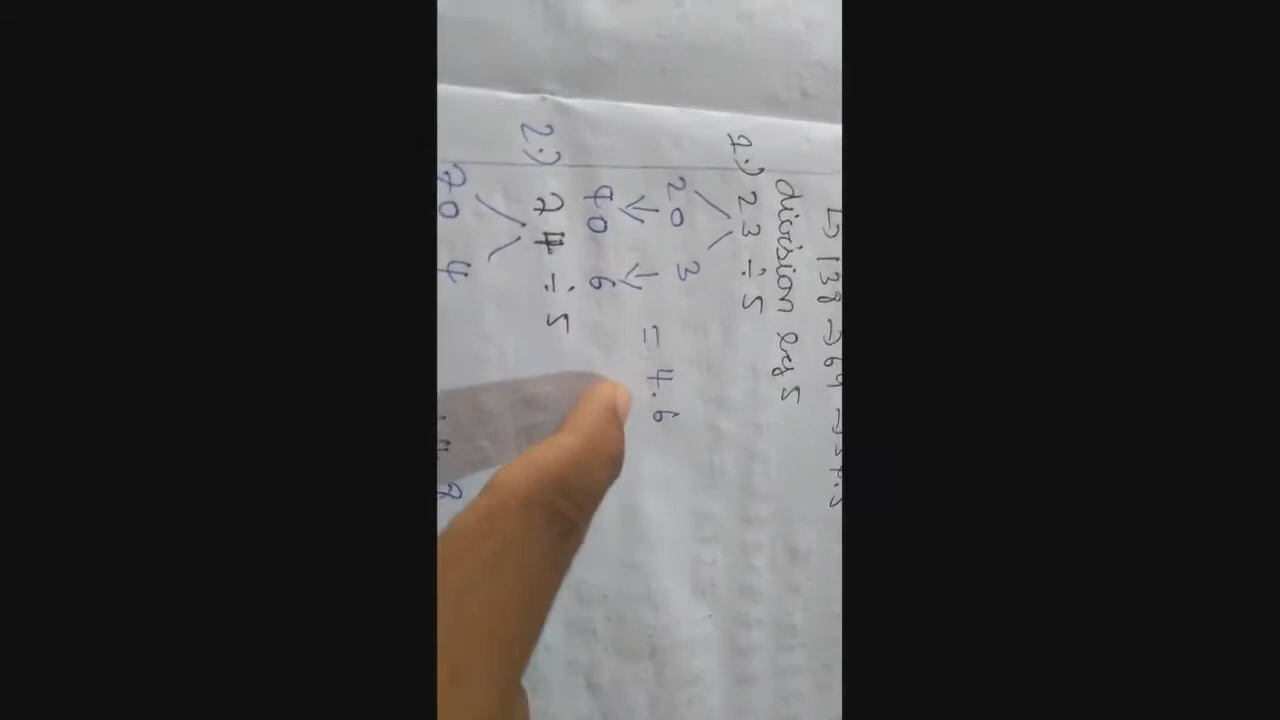 ↳ 138 → 69 → 34.5
division by 5
1.) 23 ÷ 5
20 3
↓ ↓ = 4.6
40 6
2.) 74 ÷ 5
70 4